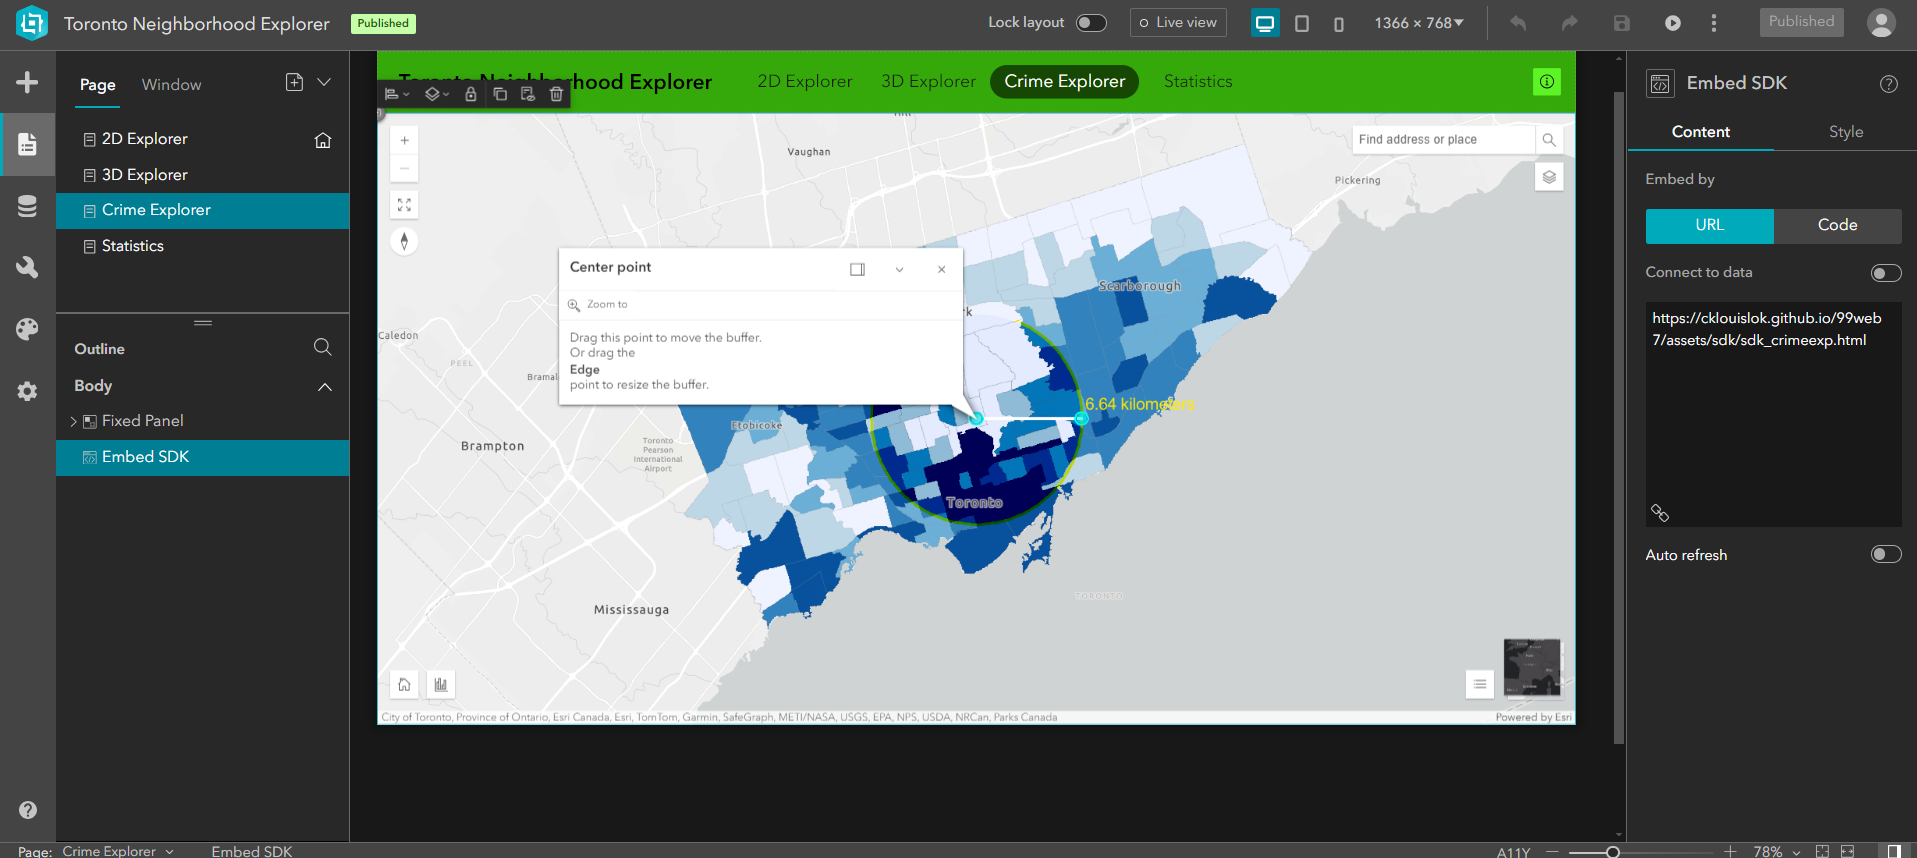 Toronto Neighborhood Explorer
Published
Lock layout
Live view
1366 × 768
Published
Page
Window
2D Explorer
3D Explorer
Crime Explorer
Statistics
Outline
Body
Fixed Panel
Embed SDK
Toronto Neighborhood Explorer
2D Explorer
3D Explorer
Crime Explorer
Statistics
Find address or place
Vaughan
Pickering
Caledon
PEEL
Scarborough
Center point
Zoom to
Drag this point to move the buffer.
Or drag the
Edge
point to resize the buffer.
6.64 kilometers
Etobicoke
Brampton
Toronto
Pearson
International
Airport
Toronto
Mississauga
TORONTO
City of Toronto, Province of Ontario, Esri Canada, Esri, TomTom, Garmin, SafeGraph, METI/NASA, USGS, EPA, NPS, USDA, NRCan, Parks Canada
Powered by Esri
Embed SDK
Content
Style
Embed by
URL
Code
Connect to data
https://cklouislok.github.io/99web
7/assets/sdk/sdk_crimeexp.html
Auto refresh
Page:
Crime Explorer
Embed SDK
A11Y
78%